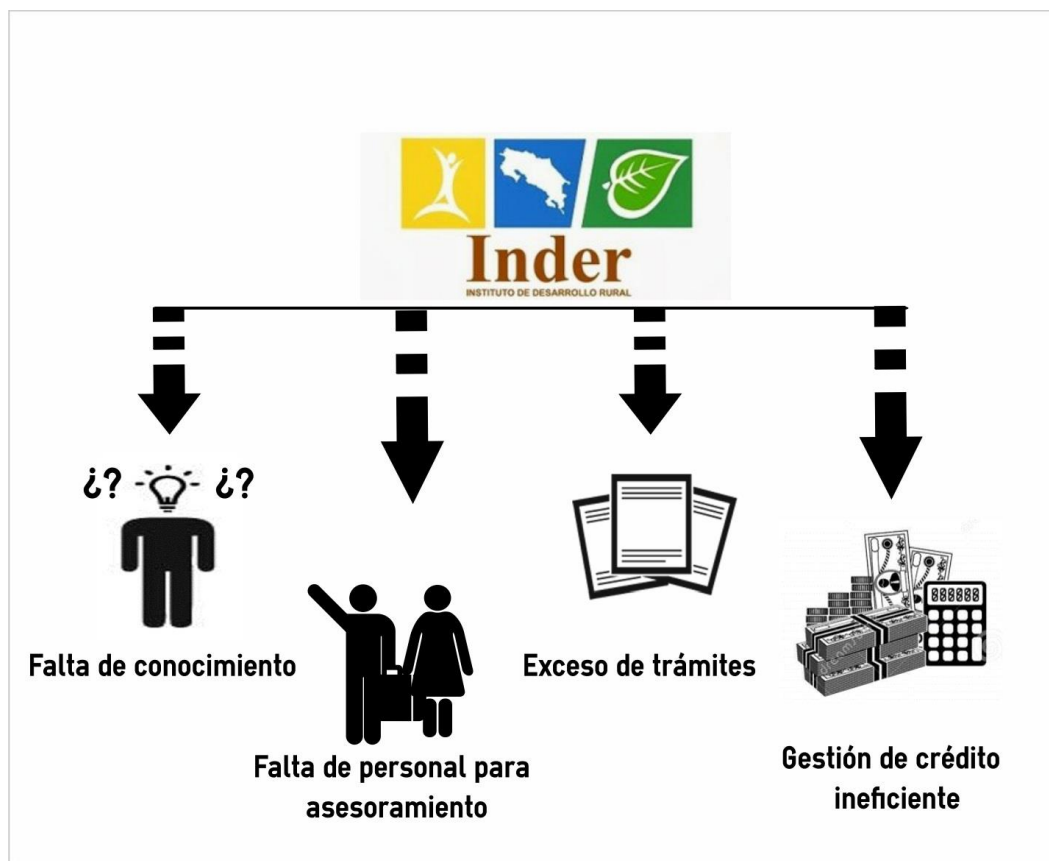 Inder
INSTITUTO DE DESARROLLO RURAL
¿? ¿?
Falta de conocimiento
Falta de personal para
asesoramiento
Exceso de trámites
888888
Gestión de crédito
ineficiente